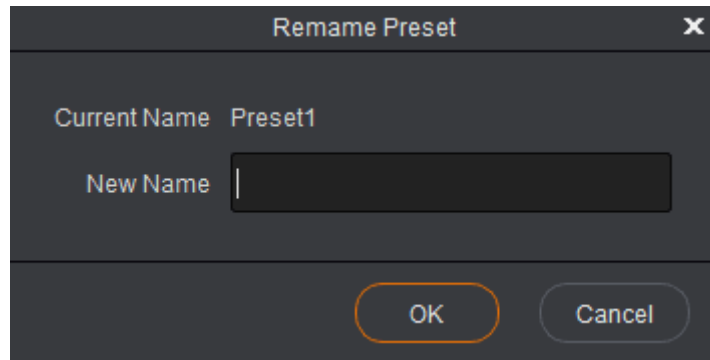 Remame Preset
Current Name Preset1
New Name
OK Cancel